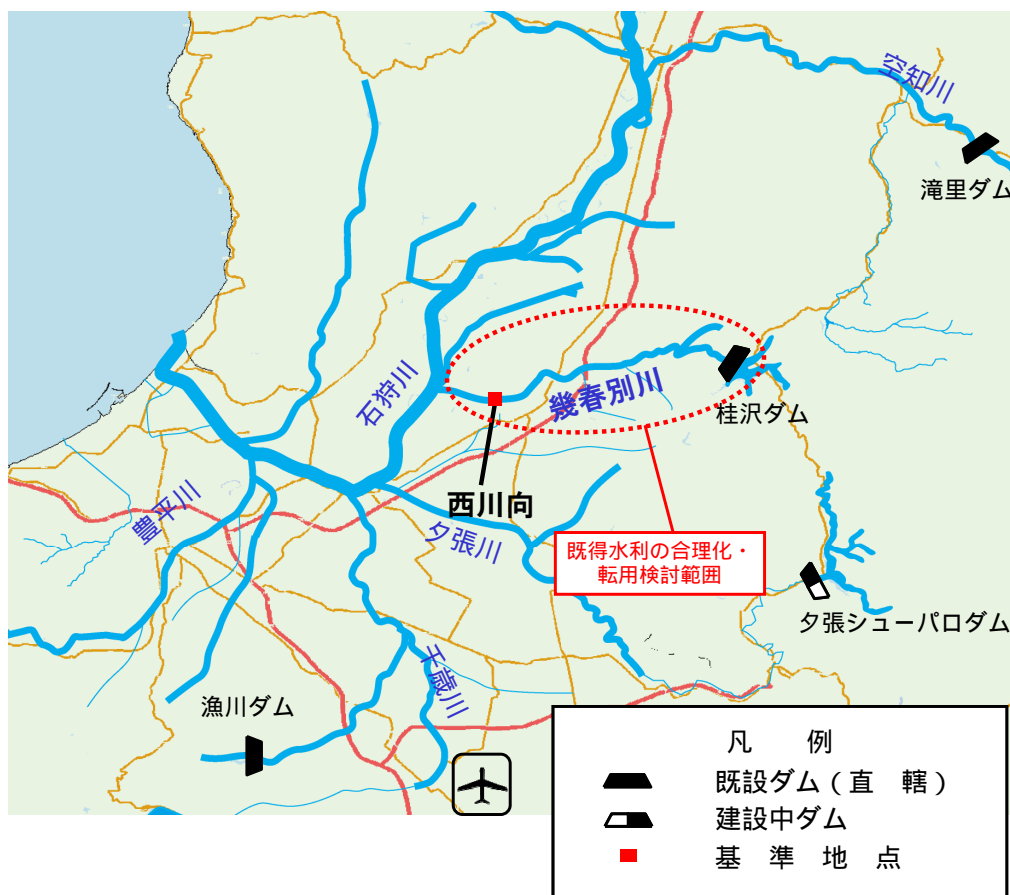 空知川
滝里ダム
石狩川
幾春別川
桂沢ダム
西川向
豊平川
夕張川
既得水利の合理化・
転用検討範囲
夕張シューパロダム
千歳川
漁川ダム
凡　例
既設ダム（直　轄）
建設中ダム
基　準　地　点